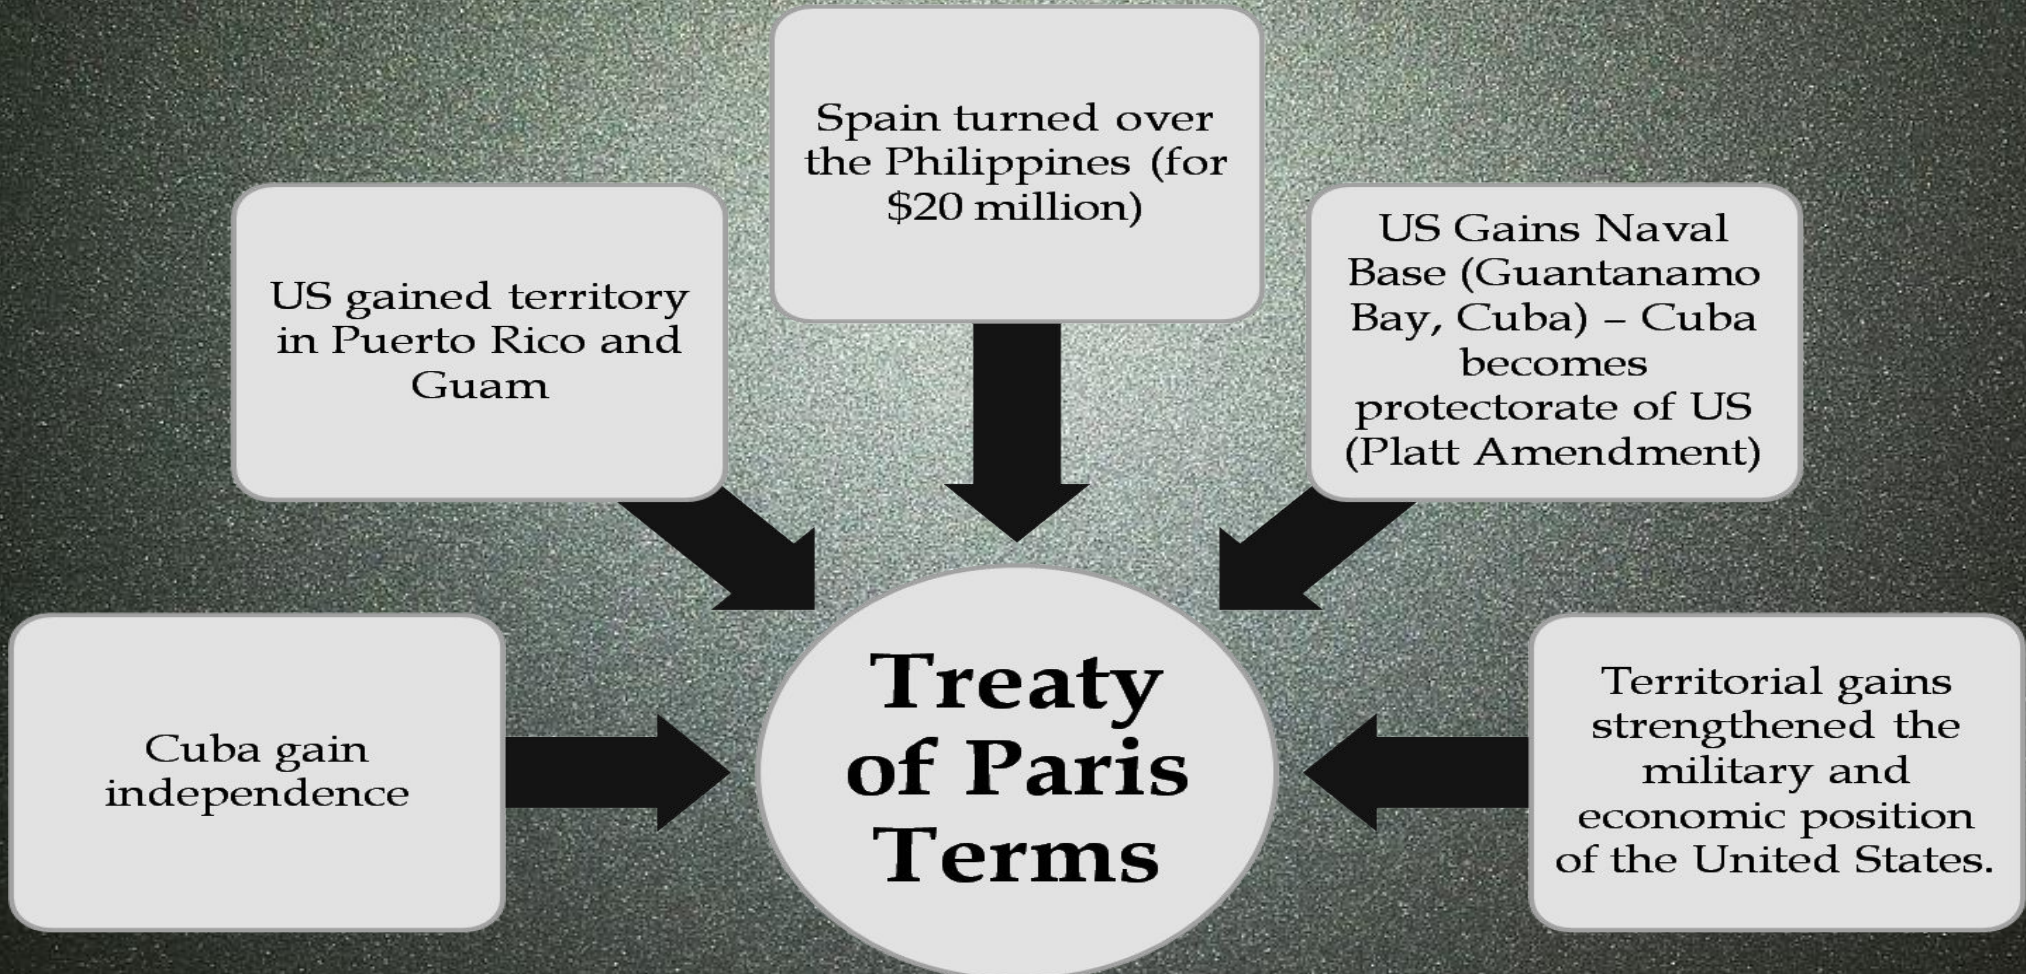 Spain turned over
the Philippines (for
$20 million)
US gained territory
in Puerto Rico and
Guam
US Gains Naval
Base (Guantanamo
Bay, Cuba) – Cuba
becomes
protectorate of US
(Platt Amendment)
Cuba gain
independence
Treaty
of Paris
Terms
Territorial gains
strengthened the
military and
economic position
of the United States.